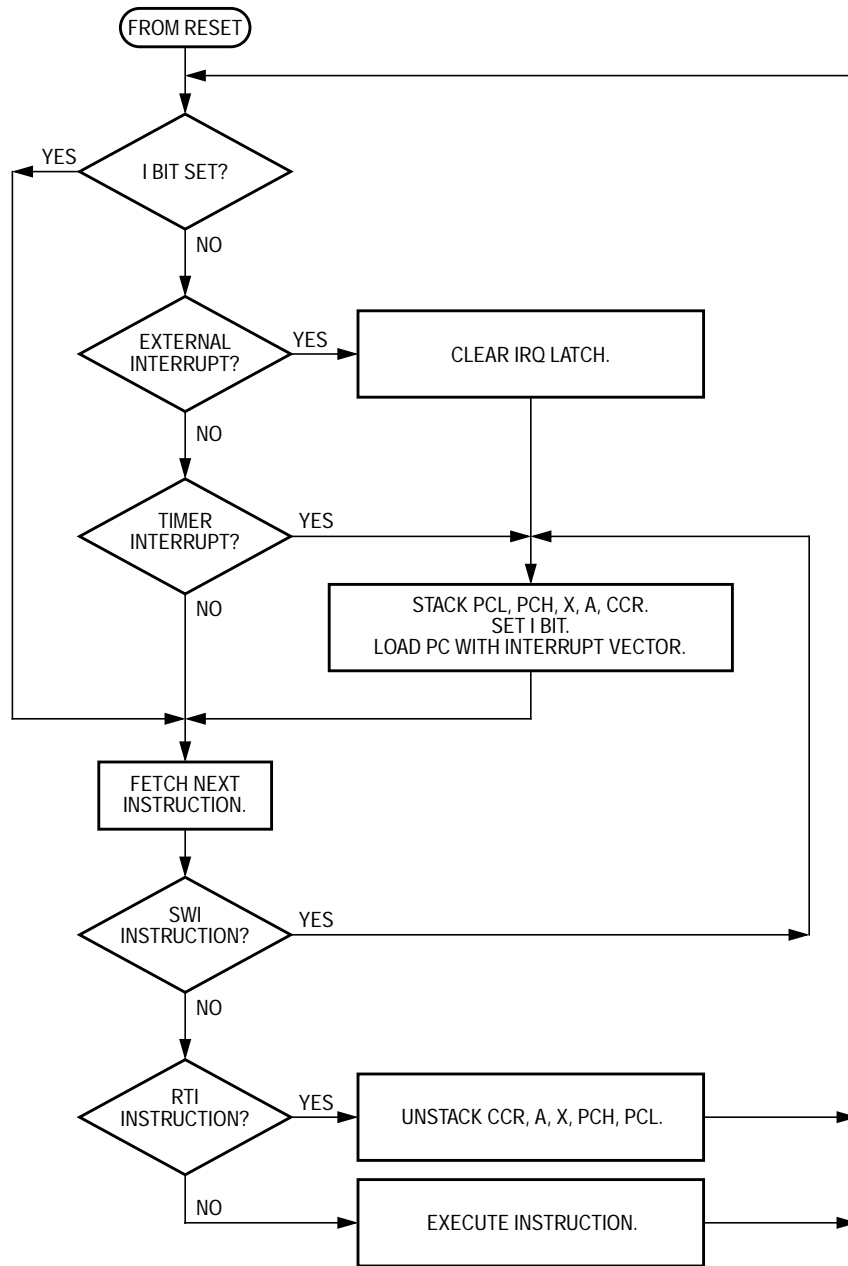 FROM RESET
YES
I BIT SET?
NO
EXTERNAL
INTERRUPT?
YES
CLEAR IRQ LATCH.
NO
TIMER
INTERRUPT?
YES
NO
STACK PCL, PCH, X, A, CCR.
SET I BIT.
LOAD PC WITH INTERRUPT VECTOR.
FETCH NEXT
INSTRUCTION.
SWI
INSTRUCTION?
YES
NO
RTI
INSTRUCTION?
YES
UNSTACK CCR, A, X, PCH, PCL.
NO
EXECUTE INSTRUCTION.